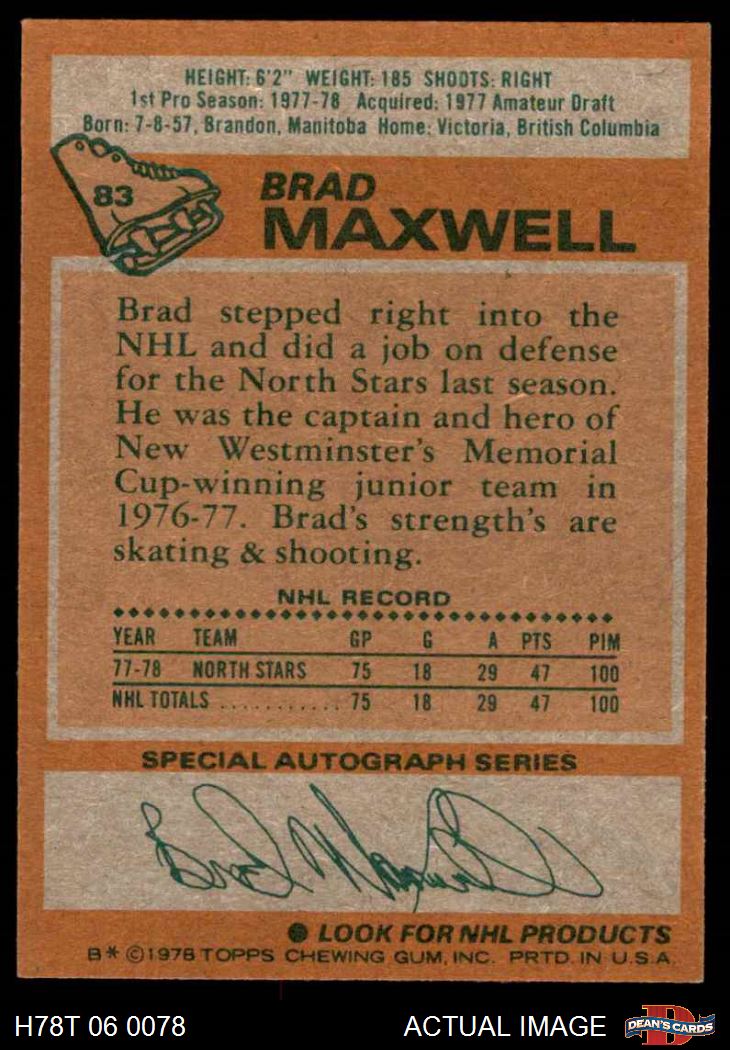 HEIGHT: 6'2" WEIGHT: 185 SHOOTS: RIGHT
1st Pro Season: 1977-78 Acquired: 1977 Amateur Draft
Born: 7-8-57, Brandon, Manitoba Home: Victoria, British Columbia
83
BRAD
MAXWELL
Brad stepped right into the
NHL and did a job on defense
for the North Stars last season.
He was the captain and hero of
New Westminster's Memorial
Cup-winning junior team in
1976-77. Brad's strength's are
skating & shooting.
NHL RECORD
YEAR TEAM GP G A PTS PIM
77-78 NORTH STARS 75 18 29 47 100
NHL TOTALS ........... 75 18 29 47 100
SPECIAL AUTOGRAPH SERIES
Brad Maxwell
LOOK FOR NHL PRODUCTS
B* ©1978 TOPPS CHEWING GUM, INC. PRTD. IN U.S.A.
H78T 06 0078 ACTUAL IMAGE D DEAN'S CARDS